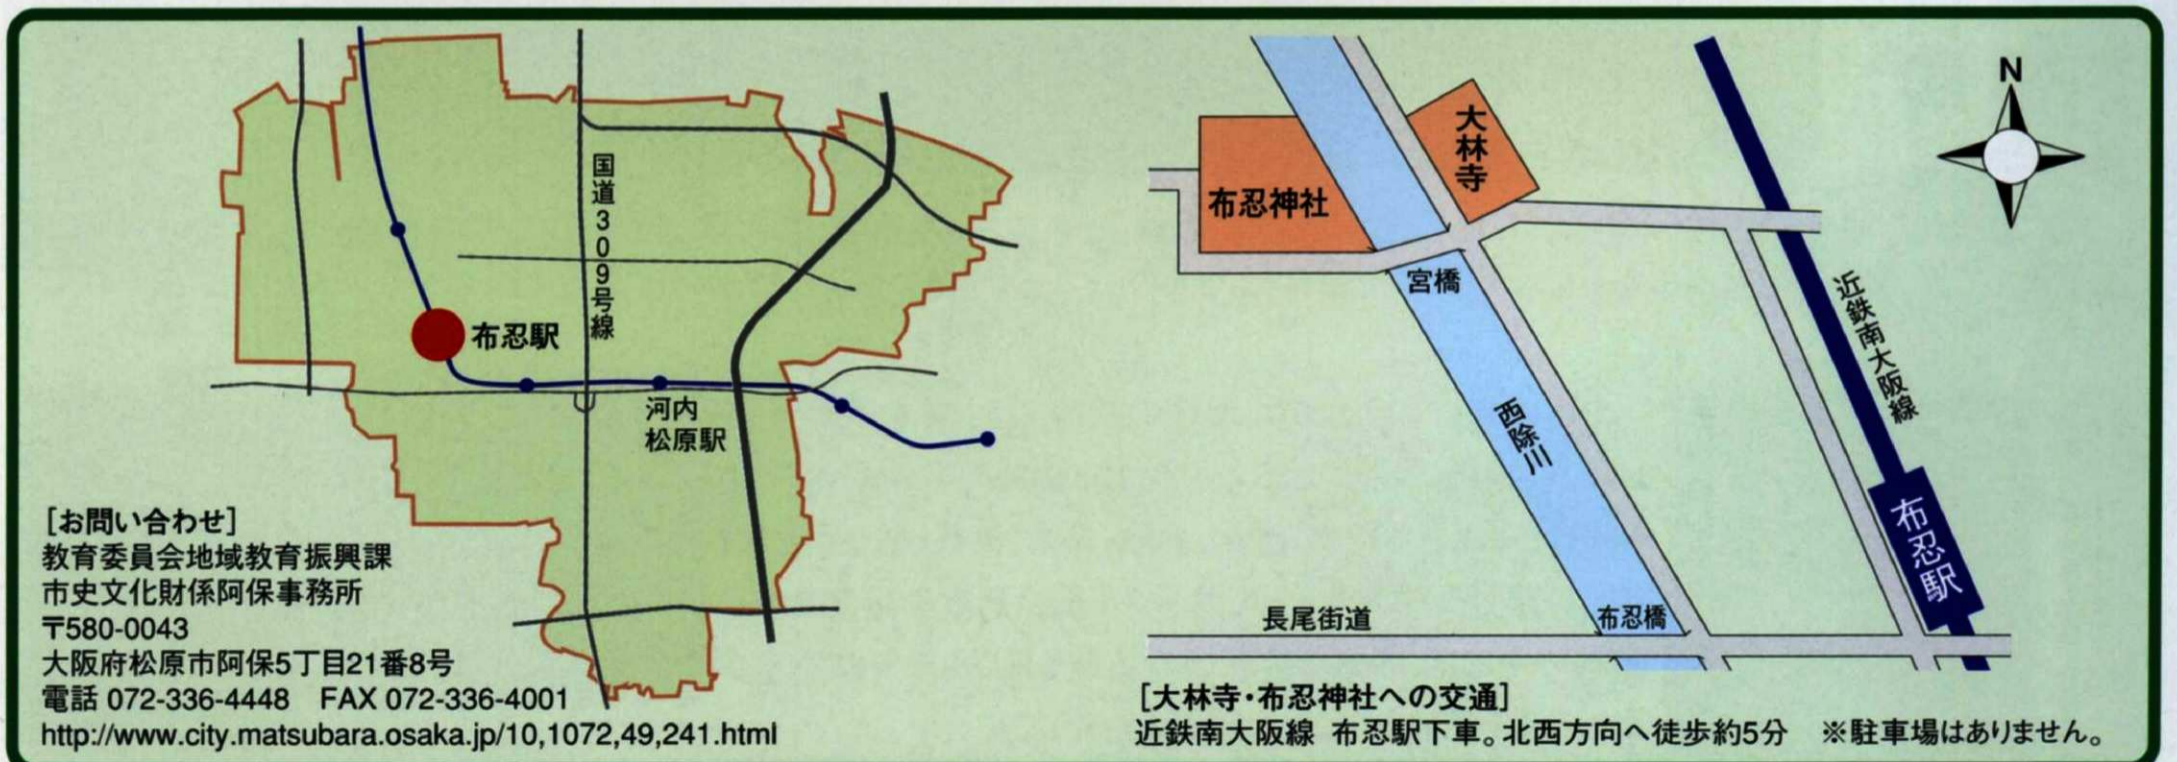 国道309号線
布忍駅
河内
松原駅
［お問い合わせ］
教育委員会地域教育振興課
市史文化財係阿保事務所
〒580-0043
大阪府松原市阿保5丁目21番8号
電話 072-336-4448　FAX 072-336-4001
http://www.city.matsubara.osaka.jp/10,1072,49,241.html
N
大林寺
布忍神社
宮橋
近鉄南大阪線
西除川
布忍駅
長尾街道
布忍橋
［大林寺・布忍神社への交通］
近鉄南大阪線 布忍駅下車。北西方向へ徒歩約5分　※駐車場はありません。